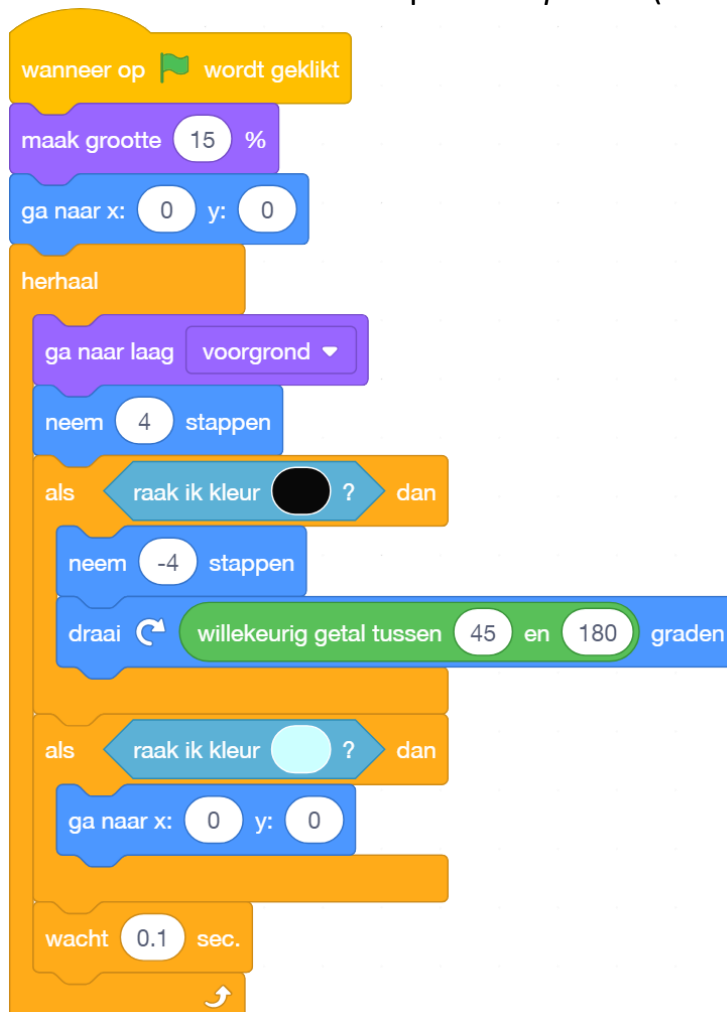 wanneer op wordt geklikt
maak grootte 15 %
ga naar x: 0 y: 0
herhaal
ga naar laag voorgrond
neem 4 stappen
als raak ik kleur ? dan
neem -4 stappen
draai willekeurig getal tussen 45 en 180 graden
als raak ik kleur ? dan
ga naar x: 0 y: 0
wacht 0.1 sec.